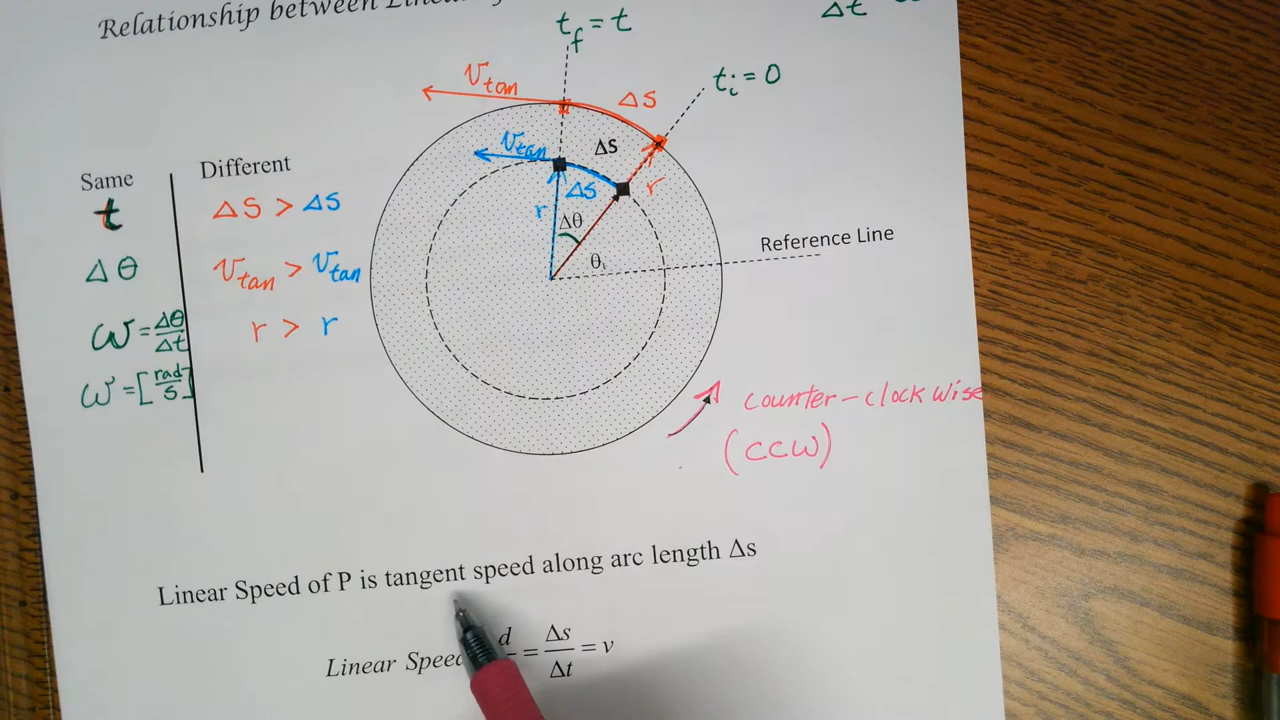 Relationship between Linear
Δt
t_f = t
t_i = 0
v_tan
Δs
v_tan
Δs
Δs
r
r
Δθ
θ_i
Reference Line
Same
t
Δθ
ω = Δθ/Δt
ω = [rad/s]
Different
Δs > Δs
v_tan > v_tan
r > r
counter-clockwise
(CCW)
Linear Speed of P is tangent speed along arc length Δs
Linear Speed d = Δs/Δt = v